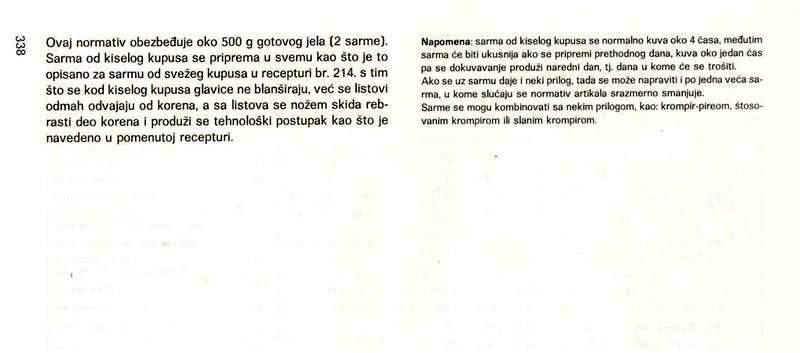 338
Ovaj normativ obezbeđuje oko 500 g gotovog jela (2 sarme).
Sarma od kiselog kupusa se priprema u svemu kao što je to
opisano za sarmu od svežeg kupusa u recepturi br. 214. s tim
što se kod kiselog kupusa glavice ne blanširaju, već se listovi
odmah odvajaju od korena, a sa listova se nožem skida reb-
rasti deo korena i produži se tehnološki postupak kao što je
navedeno u pomenutoj recepturi.
Napomena: sarma od kiselog kupusa se normalno kuva oko 4 časa, međutim
sarma će biti ukusnija ako se pripremi prethodnog dana, kuva oko jedan čas
pa se dokuvavanje produži naredni dan, tj. dana u kome će se trošiti.
Ako se uz sarmu daje i neki prilog, tada se može napraviti i po jedna veća sa-
rma, u kome slučaju se normativ artikala srazmerno smanjuje.
Sarme se mogu kombinovati sa nekim prilogom, kao: krompir-pireom, štoso-
vanim krompirom ili slanim krompirom.